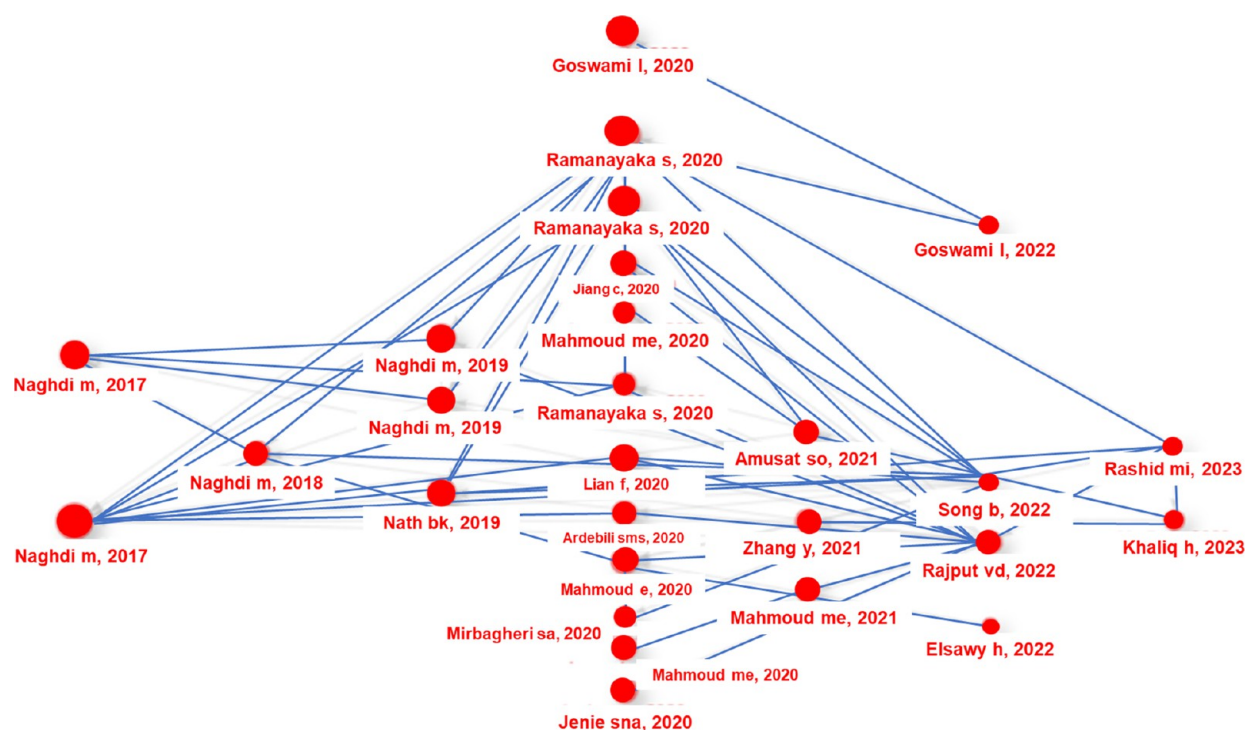 Goswami l, 2020
Ramanayaka s, 2020
Ramanayaka s, 2020
Goswami l, 2022
Jiang c, 2020
Mahmoud me, 2020
Naghdi m, 2019
Naghdi m, 2017
Ramanayaka s, 2020
Naghdi m, 2019
Amusat so, 2021
Rashid mi, 2023
Naghdi m, 2018
Lian f, 2020
Song b, 2022
Nath bk, 2019
Ardebili sms, 2020
Zhang y, 2021
Khaliq h, 2023
Naghdi m, 2017
Rajput vd, 2022
Mahmoud e, 2020
Mahmoud me, 2021
Mirbagheri sa, 2020
Elsawy h, 2022
Mahmoud me, 2020
Jenie sna, 2020